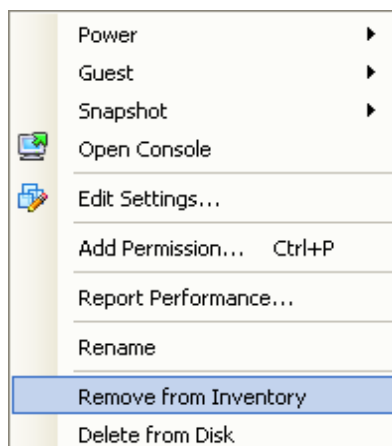 Power
Guest
Snapshot
Open Console
Edit Settings...
Add Permission... Ctrl+P
Report Performance...
Rename
Remove from Inventory
Delete from Disk